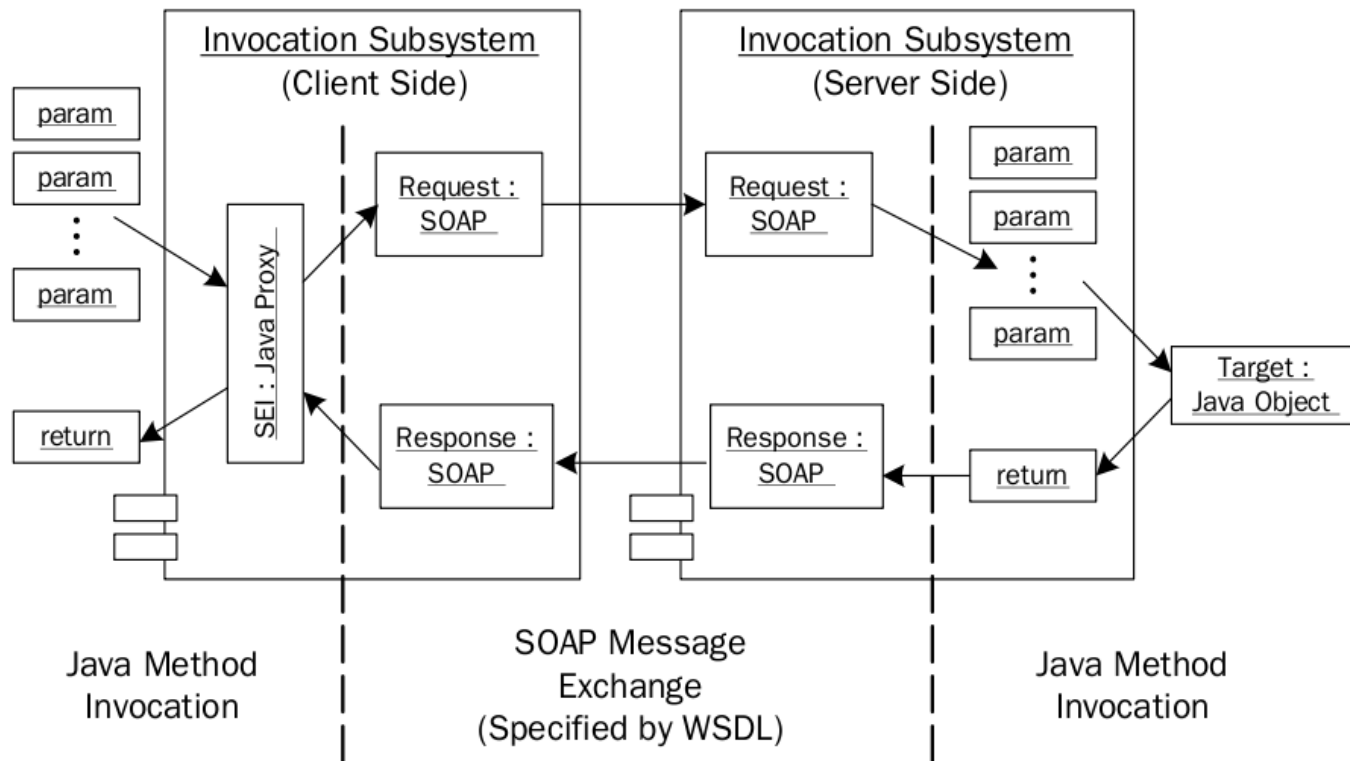 Invocation Subsystem
(Client Side)
Invocation Subsystem
(Server Side)
param
param
param
return
SEI : Java Proxy
Request :
SOAP
Response :
SOAP
Request :
SOAP
Response :
SOAP
param
param
param
return
Target :
Java Object
Java Method
Invocation
SOAP Message
Exchange
(Specified by WSDL)
Java Method
Invocation